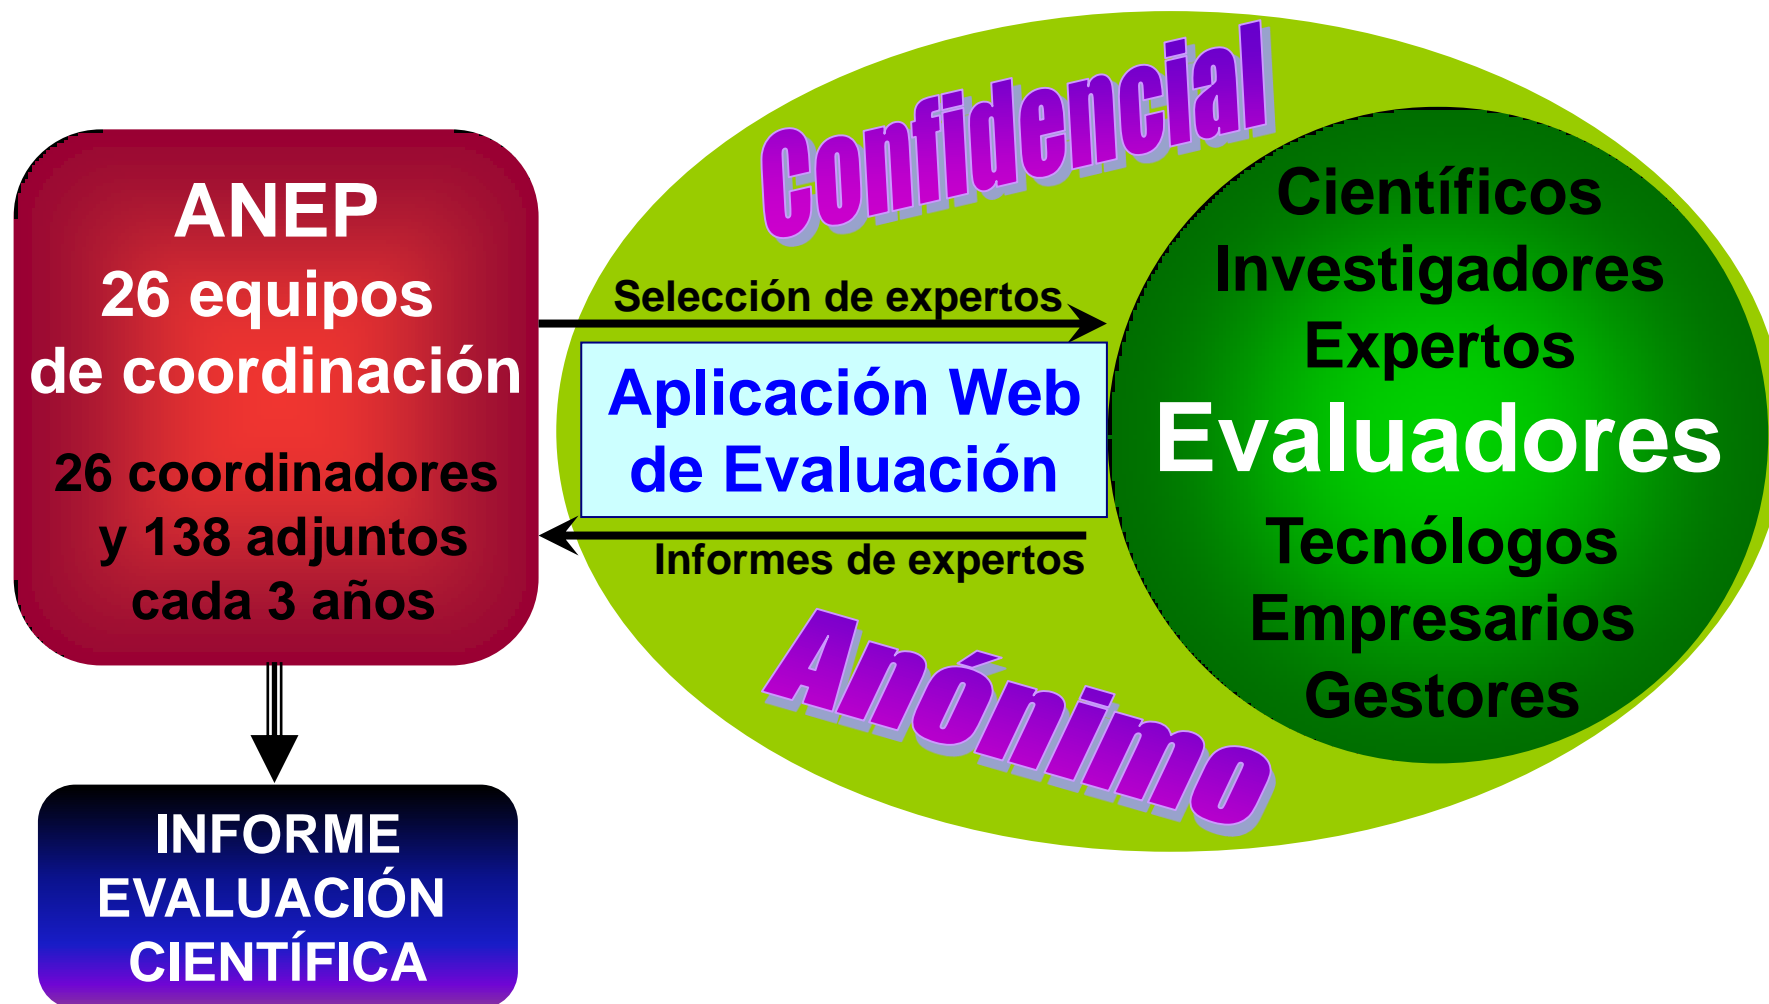 ANEP
26 equipos
de coordinación
26 coordinadores
y 138 adjuntos
cada 3 años
INFORME
EVALUACIÓN
CIENTÍFICA
Confidencial
Selección de expertos
Aplicación Web
de Evaluación
Informes de expertos
Anónimo
Científicos
Investigadores
Expertos
Evaluadores
Tecnólogos
Empresarios
Gestores